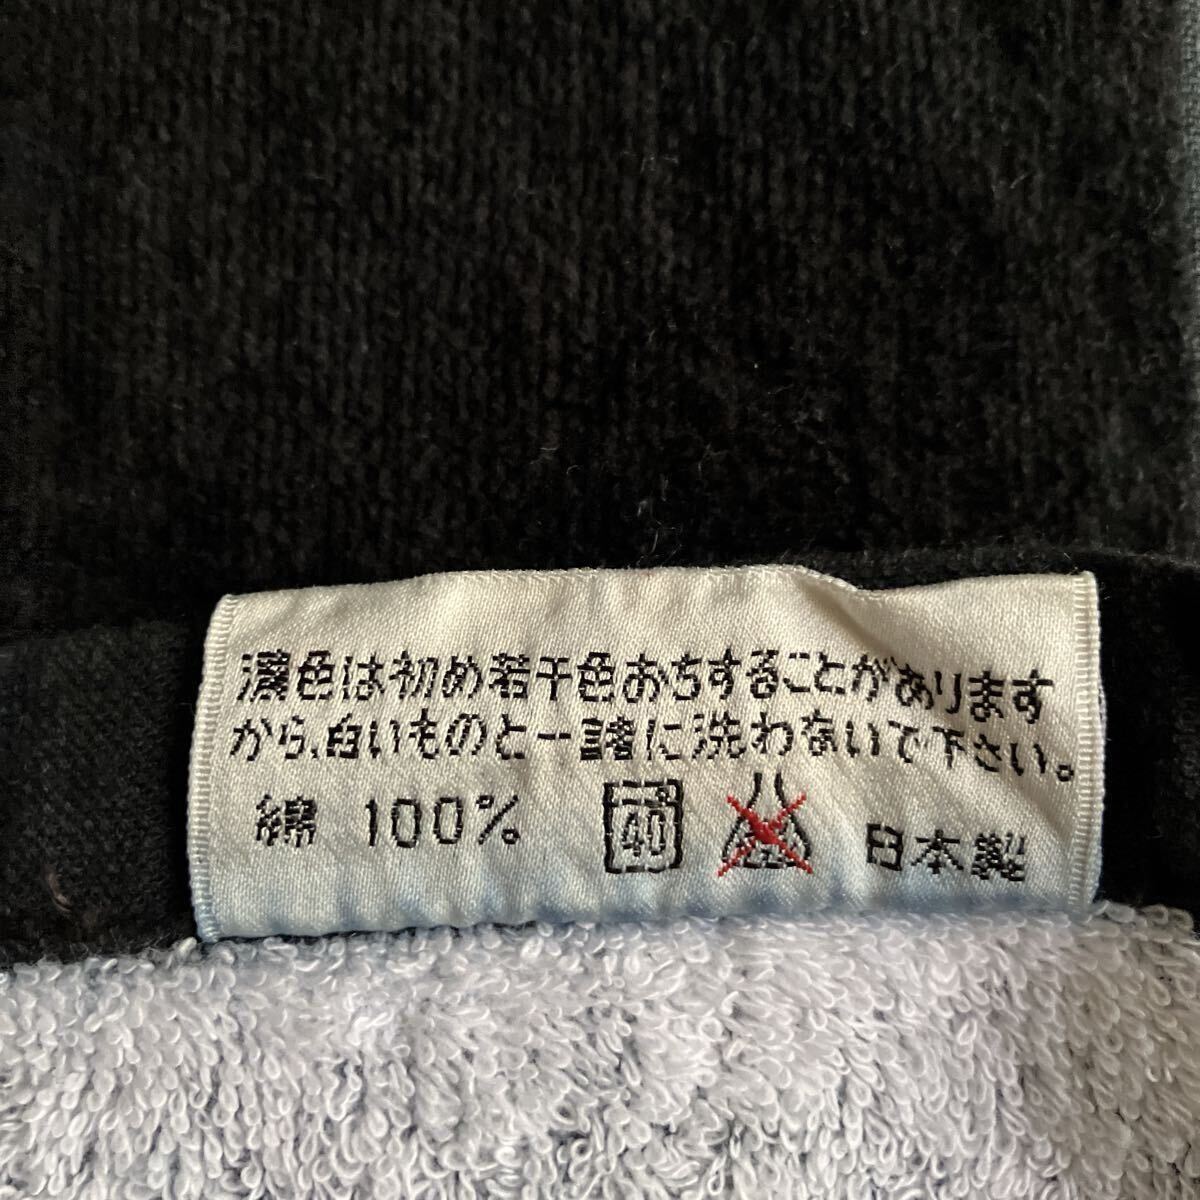 濃色は初め若干色おちすることがあります
から、白いものと一諸に洗わないで下さい。
綿 100% 40 日本製